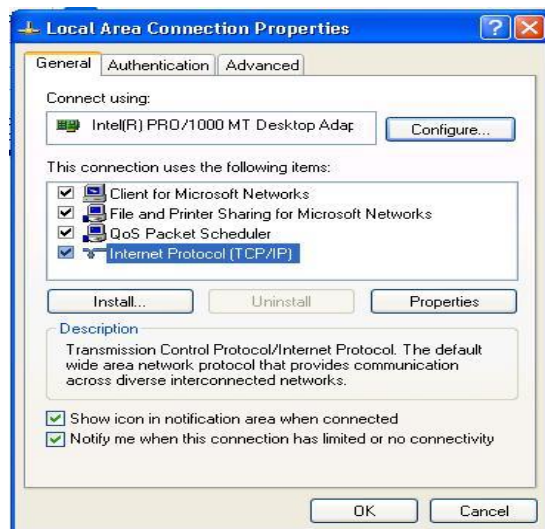 Local Area Connection Properties
General Authentication Advanced
Connect using:
Intel(R) PRO/1000 MT Desktop Adap Configure...
This connection uses the following items:
Client for Microsoft Networks
File and Printer Sharing for Microsoft Networks
QoS Packet Scheduler
Internet Protocol (TCP/IP)
Install... Uninstall Properties
Description
Transmission Control Protocol/Internet Protocol. The default
wide area network protocol that provides communication
across diverse interconnected networks.
Show icon in notification area when connected
Notify me when this connection has limited or no connectivity
OK Cancel